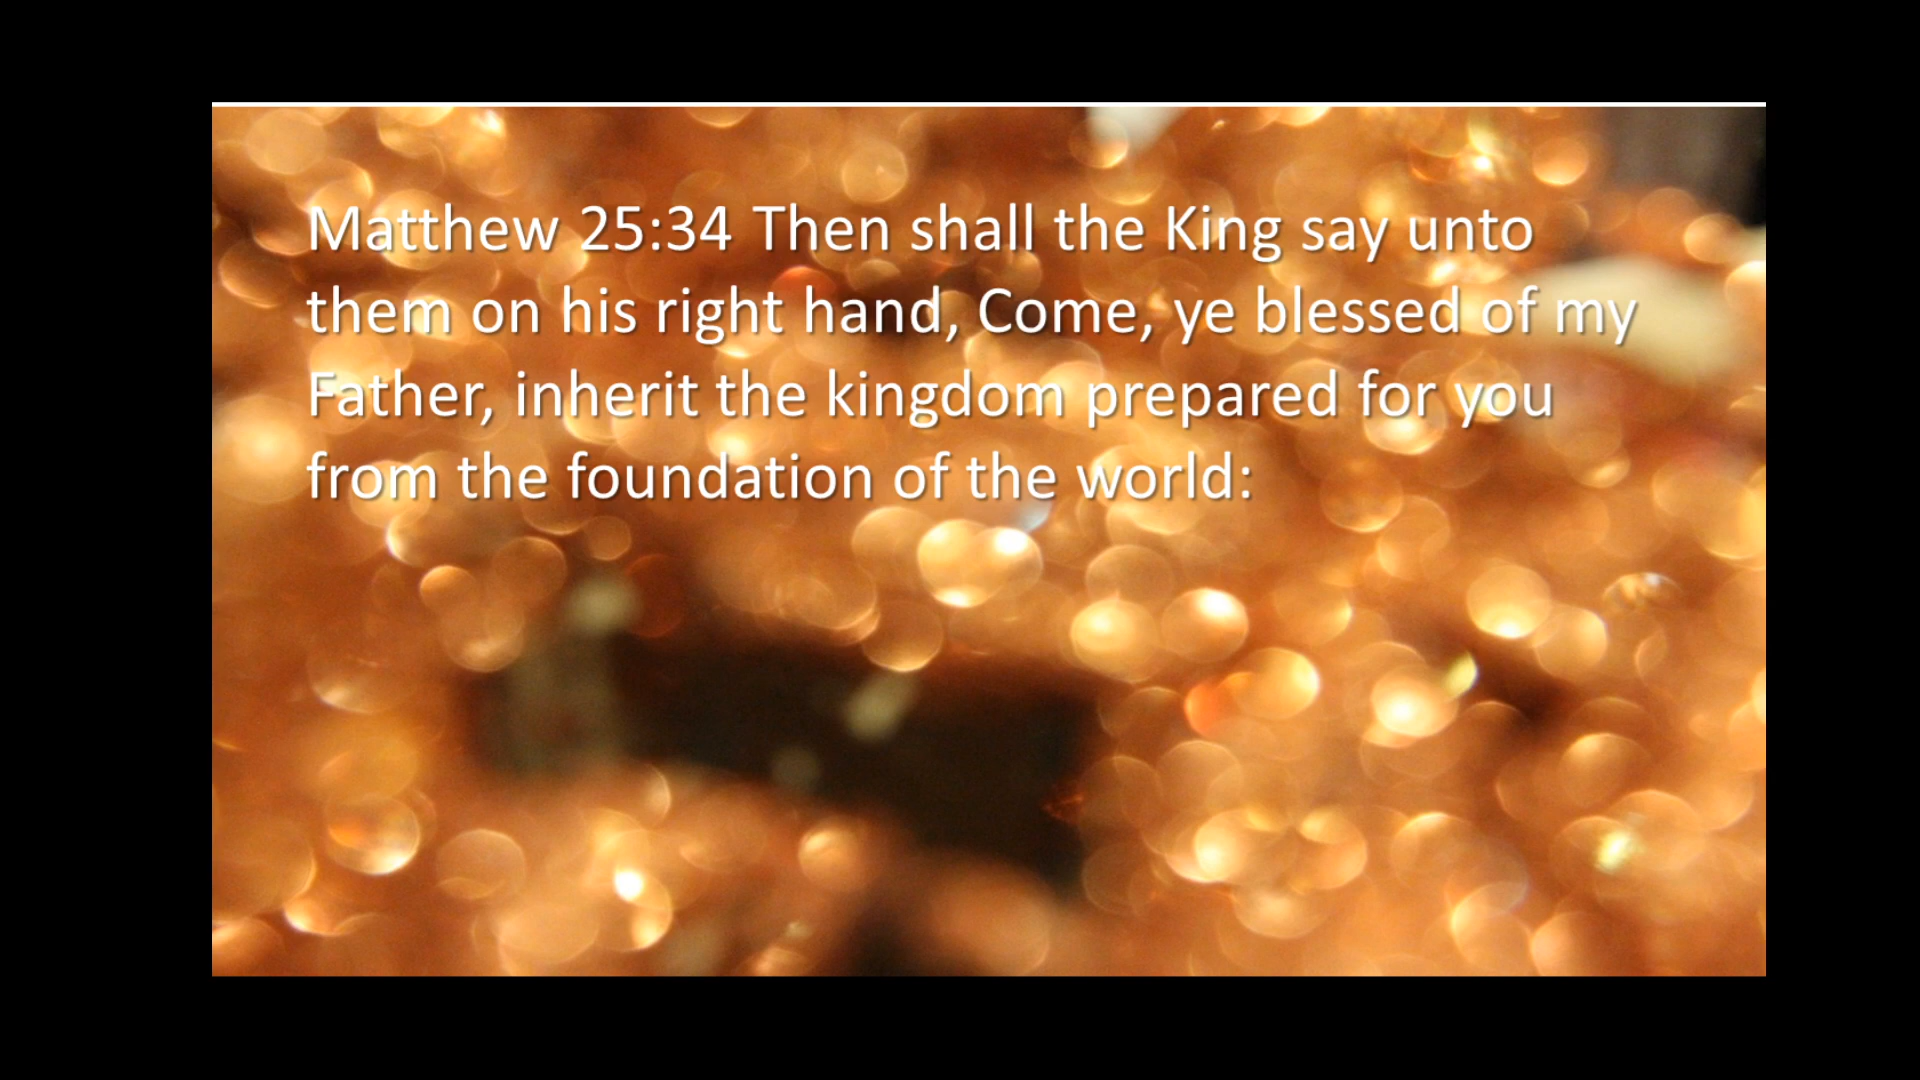 Matthew 25:34 Then shall the King say unto
them on his right hand, Come, ye blessed of my
Father, inherit the kingdom prepared for you
from the foundation of the world: